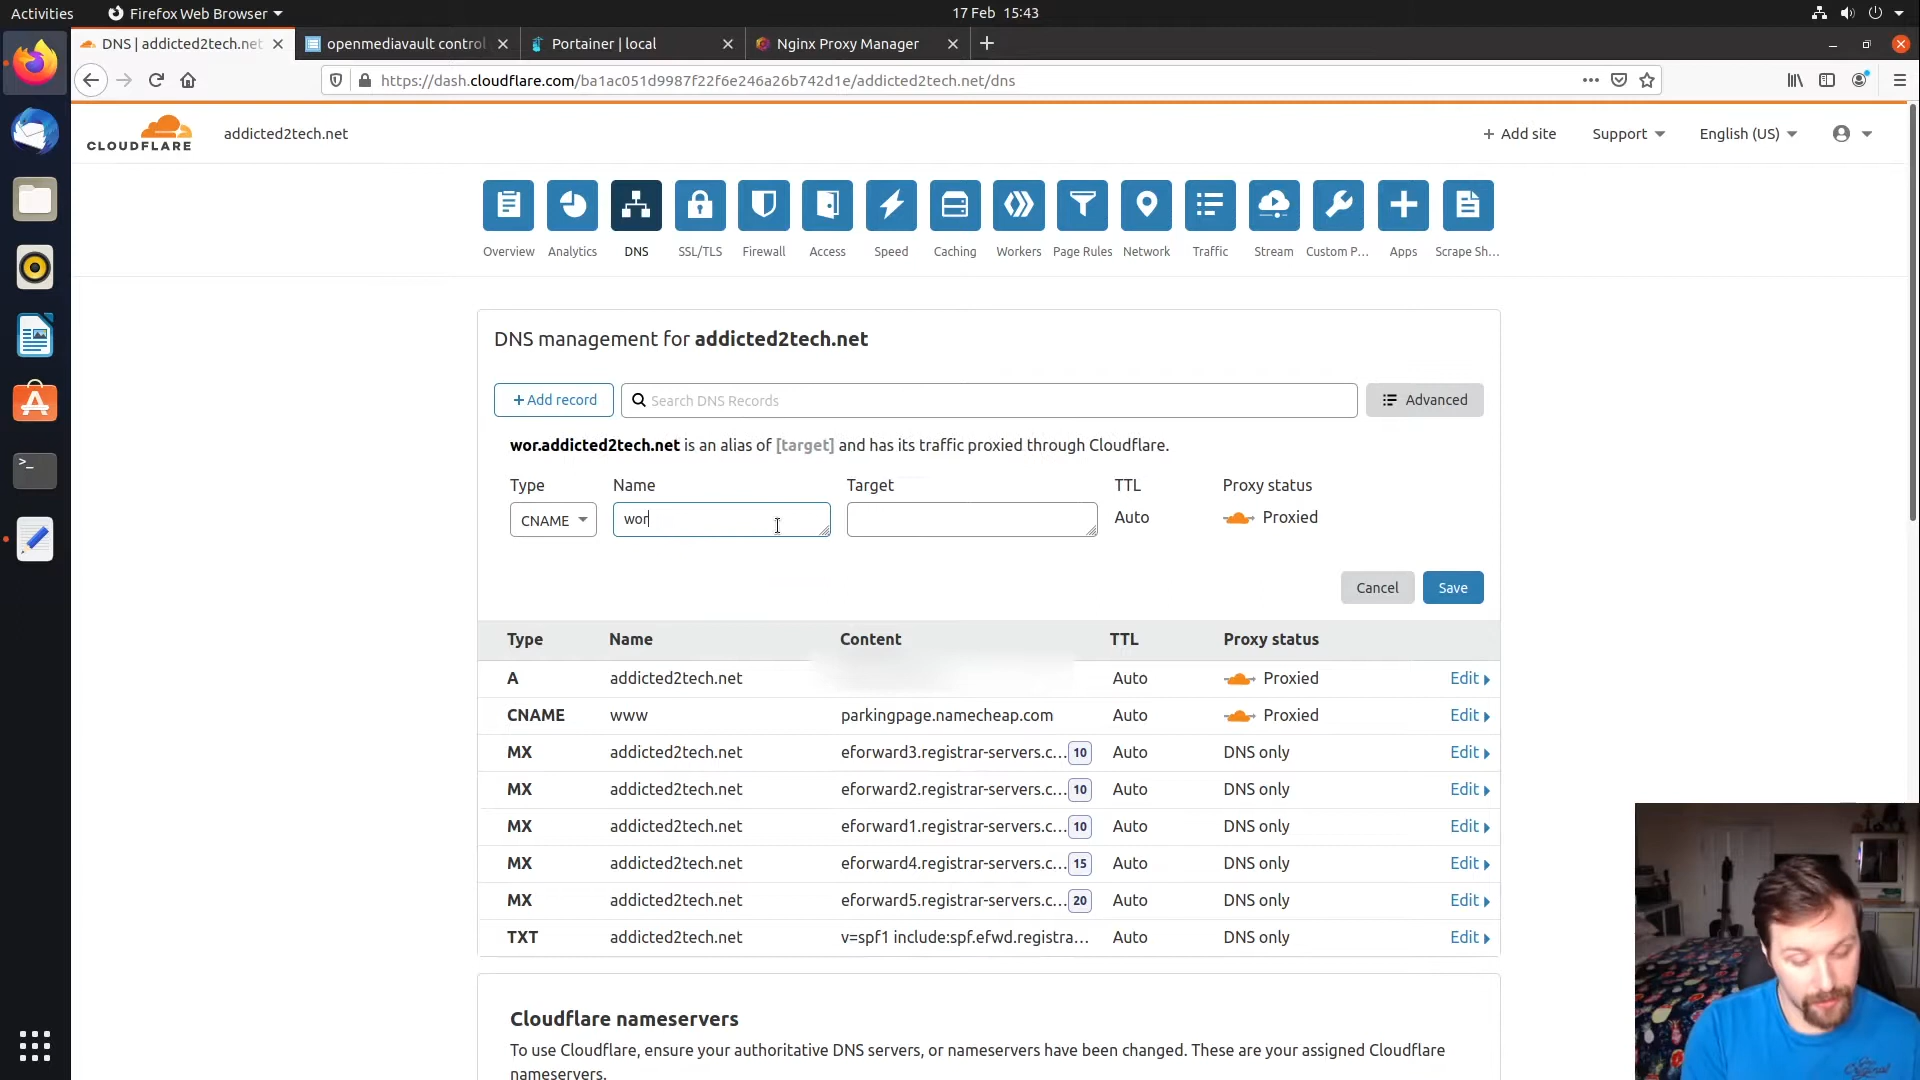 Activities
Firefox Web Browser
17 Feb 15:43
DNS | addicted2tech.net
openmediavault control
Portainer | local
Nginx Proxy Manager
https://dash.cloudflare.com/ba1ac051d9987f22f6e246a26b742d1e/addicted2tech.net/dns
CLOUDFLARE
addicted2tech.net
+ Add site
Support
English (US)
Overview
Analytics
DNS
SSL/TLS
Firewall
Access
Speed
Caching
Workers
Page Rules
Network
Traffic
Stream
Custom P...
Apps
Scrape Sh...
DNS management for addicted2tech.net
+ Add record
Search DNS Records
Advanced
wor.addicted2tech.net is an alias of [target] and has its traffic proxied through Cloudflare.
Type Name Target TTL Proxy status
CNAME wor Auto Proxied
Cancel
Save
Type Name Content TTL Proxy status
A addicted2tech.net Auto Proxied Edit
CNAME www parkingpage.namecheap.com Auto Proxied Edit
MX addicted2tech.net eforward3.registrar-servers.c... 10 Auto DNS only Edit
MX addicted2tech.net eforward2.registrar-servers.c... 10 Auto DNS only Edit
MX addicted2tech.net eforward1.registrar-servers.c... 10 Auto DNS only Edit
MX addicted2tech.net eforward4.registrar-servers.c... 15 Auto DNS only Edit
MX addicted2tech.net eforward5.registrar-servers.c... 20 Auto DNS only Edit
TXT addicted2tech.net v=spf1 include:spf.efwd.registra... Auto DNS only Edit
Cloudflare nameservers
To use Cloudflare, ensure your authoritative DNS servers, or nameservers have been changed. These are your assigned Cloudflare
nameservers.